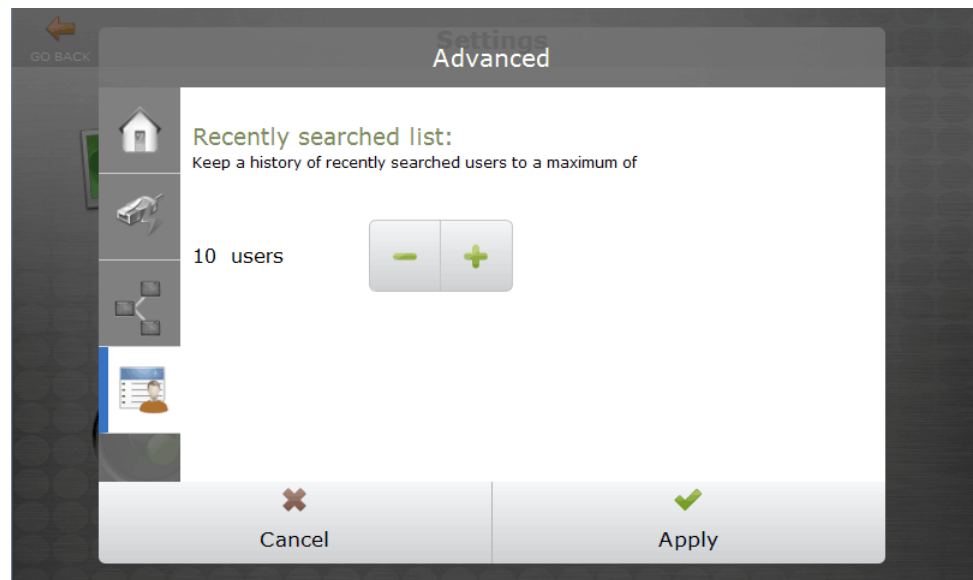 Settings
GO BACK
Advanced
Recently searched list:
Keep a history of recently searched users to a maximum of
10 users
Cancel
Apply